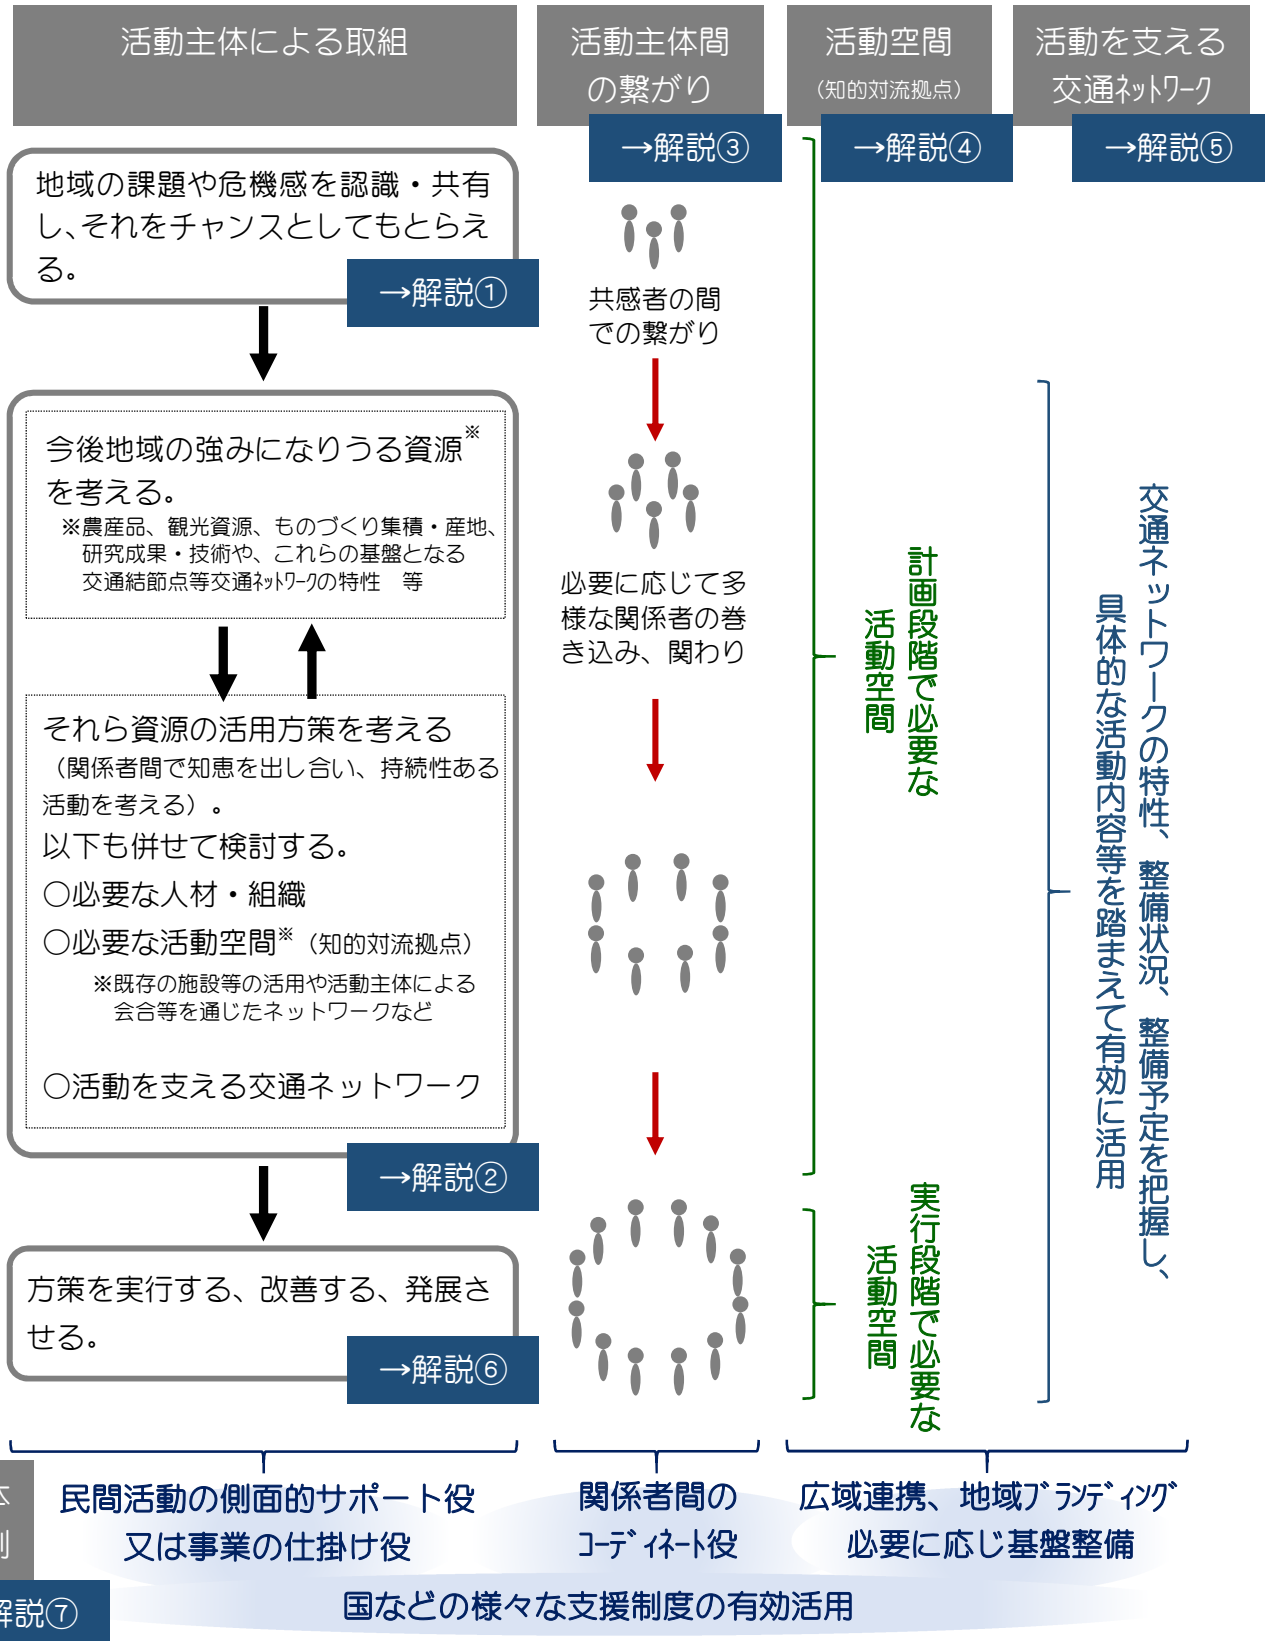 活動主体による取組
活動主体間
の繋がり
活動空間
（知的対流拠点）
活動を支える
交通ネットワーク
→解説③
→解説④
→解説⑤
地域の課題や危機感を認識・共有
し、それをチャンスとしてもとらえ
る。
→解説①
共感者の間
での繋がり
今後地域の強みになりうる資源※
を考える。
※農産品、観光資源、ものづくり集積・産地、
研究成果・技術や、これらの基盤となる
交通結節点等交通ネットワークの特性　等
必要に応じて多
様な関係者の巻
き込み、関わり
それら資源の活用方策を考える
（関係者間で知恵を出し合い、持続性ある
活動を考える）。
以下も併せて検討する。
○必要な人材・組織
○必要な活動空間※（知的対流拠点）
※既存の施設等の活用や活動主体による
会合等を通じたネットワークなど
○活動を支える交通ネットワーク
→解説②
計画段階で必要な
活動空間
交通ネットワークの特性、整備状況、整備予定を把握し、
具体的な活動内容等を踏まえて有効に活用
方策を実行する、改善する、発展さ
せる。
→解説⑥
実行段階で必要な
活動空間
民間活動の側面的サポート役
又は事業の仕掛け役
関係者間の
コーディネート役
広域連携、地域ブランディング
必要に応じ基盤整備
国などの様々な支援制度の有効活用
解説⑦